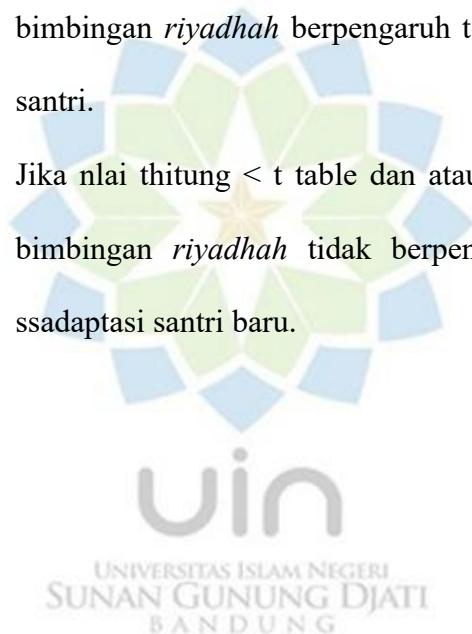 bimbingan riyadhah berpengaruh t
santri.
Jika nlai thitung < t table dan atau
bimbingan riyadhah tidak berpen
ssadaptasi santri baru.
uin
UNIVERSITAS ISLAM NEGERI
SUNAN GUNUNG DJATI
BANDUNG